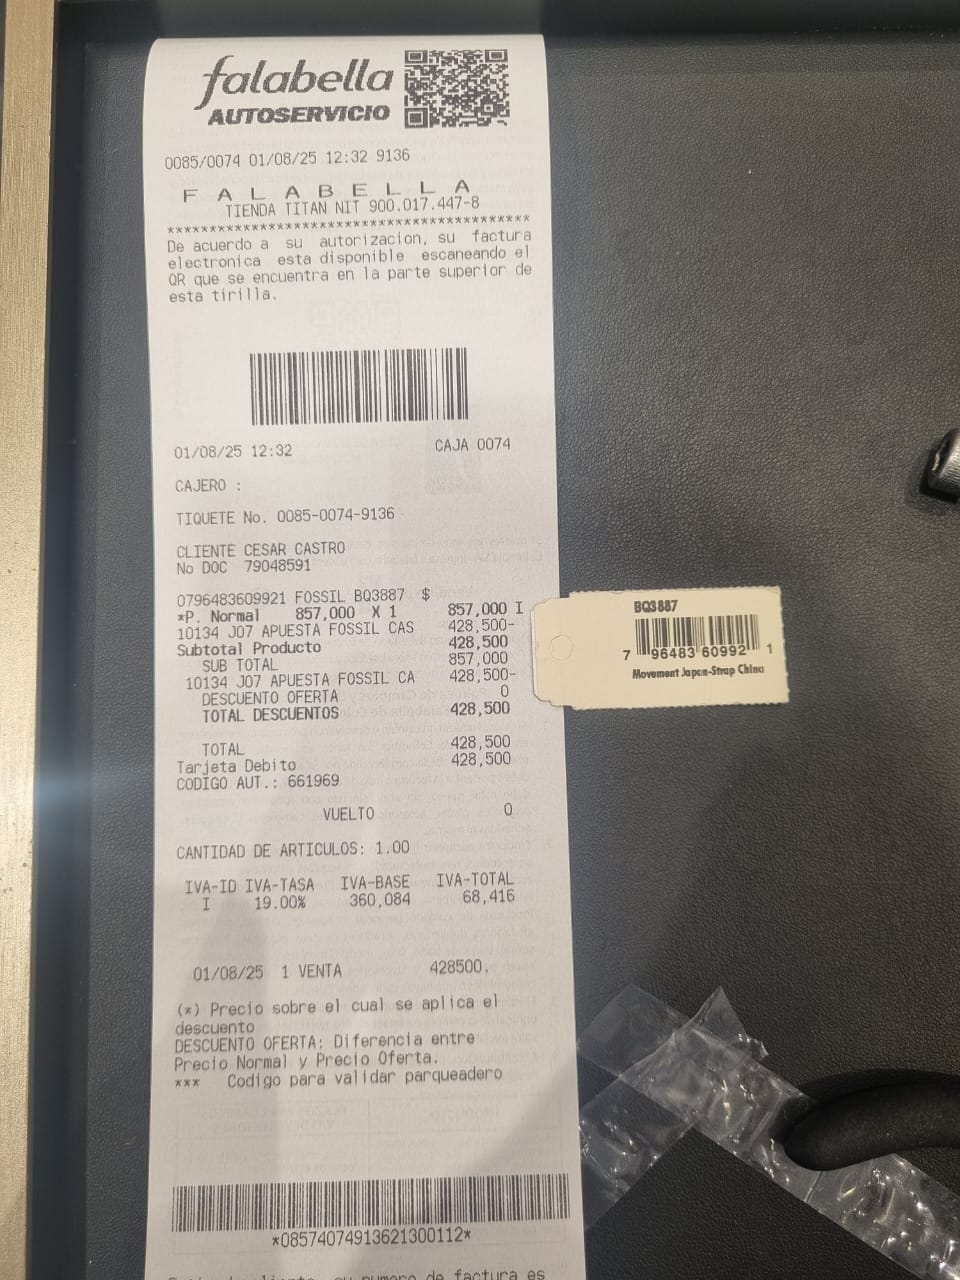 falabella
AUTOSERVICIO
0085/0074 01/08/25 12:32 9136
F A L A B E L L A
TIENDA TITAN NIT 900.017.447-8
********************************************
De acuerdo a su autorizacion, su factura
electronica esta disponible escaneando el
QR que se encuentra en la parte superior de
esta tirilla.
01/08/25 12:32 CAJA 0074
CAJERO :
TIQUETE No. 0085-0074-9136
CLIENTE CESAR CASTRO
No DOC 79048591
0796483609921 FOSSIL BQ3887 $
*P. Normal 857,000 X 1 857,000 I
10134 J07 APUESTA FOSSIL CAS 428,500-
Subtotal Producto 428,500
SUB TOTAL 857,000
10134 J07 APUESTA FOSSIL CA 428,500-
DESCUENTO OFERTA 0
TOTAL DESCUENTOS 428,500
TOTAL 428,500
Tarjeta Debito 428,500
CODIGO AUT.: 661969
VUELTO 0
CANTIDAD DE ARTICULOS: 1.00
IVA-ID IVA-TASA IVA-BASE IVA-TOTAL
I 19.00% 360,084 68,416
01/08/25 1 VENTA 428500.
(*) Precio sobre el cual se aplica el
descuento
DESCUENTO OFERTA: Diferencia entre
Precio Normal y Precio Oferta.
*** Codigo para validar parqueadero
*08574074913621300112*
su numero de factura es
BQ3887
7 96483 60992 1
Movement Japan-Strap China